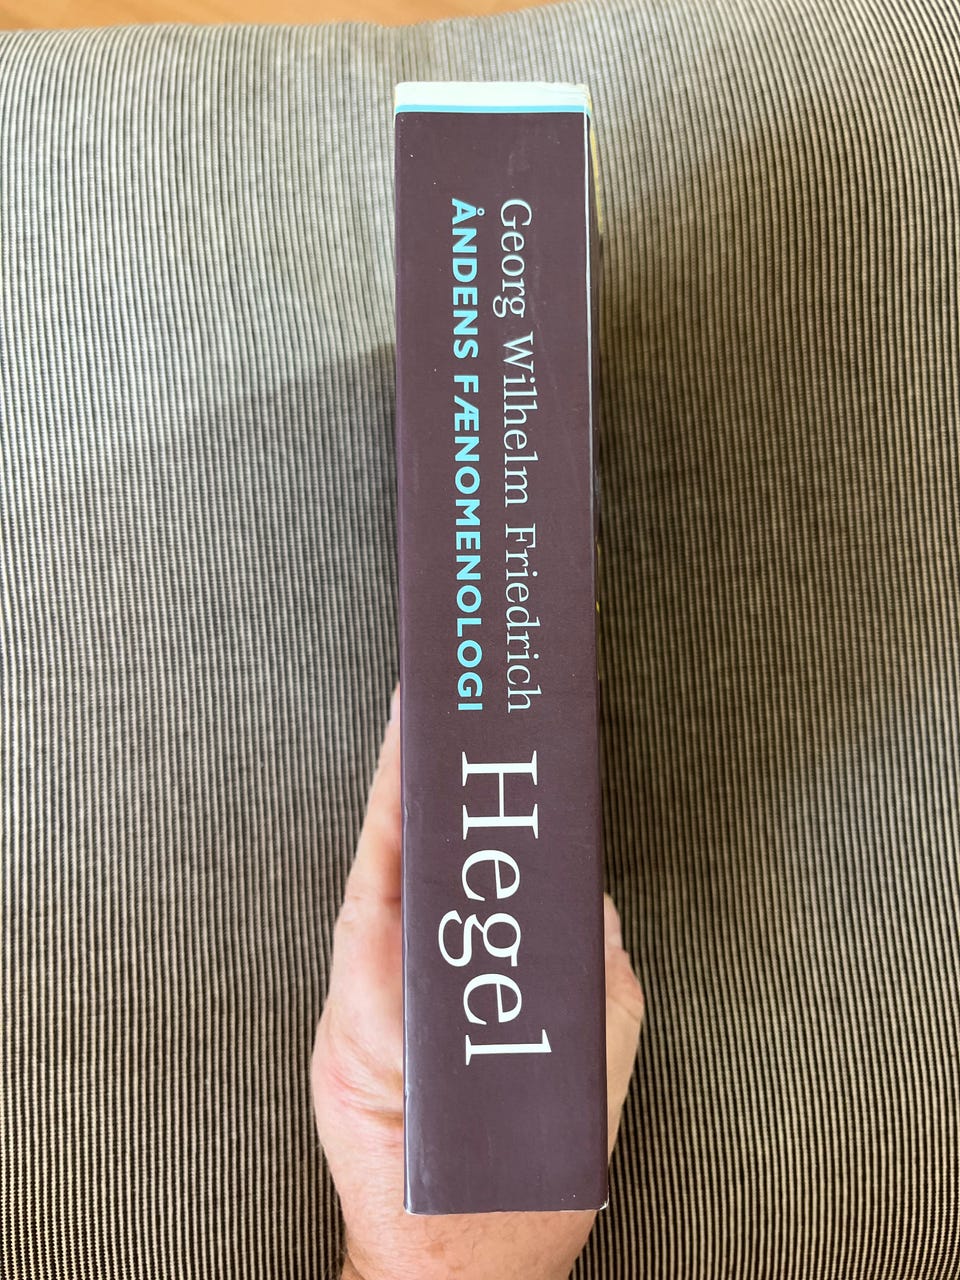 Georg Wilhelm Friedrich
ÅNDENS FÆNOMENOLOGI
Hegel